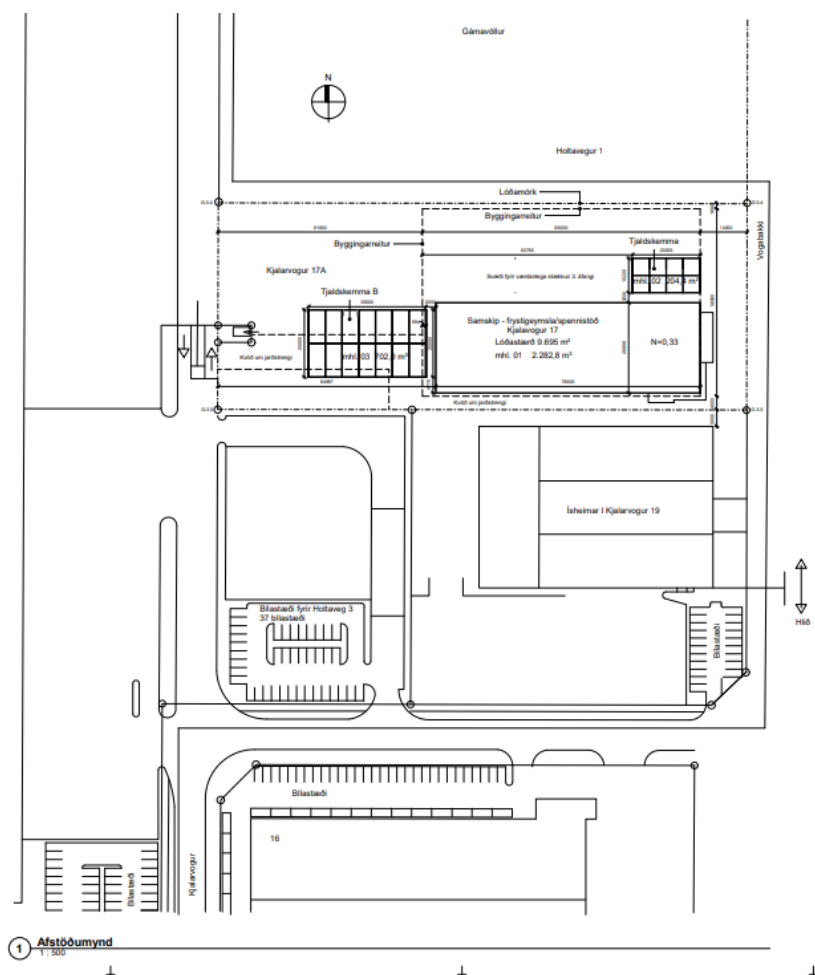 Gámavöllur
N
Holtavegur 1
Lóðamörk
Byggingarreitur
Vogabakki
Byggingarreitur
Tjaldskemma
Kjalarvogur 17A
Svæði fyrir væntanlega stækkun 3. áfangi
mhl. 02 204,4 m²
Tjaldskemma B
Samskip - frystigeymsla/spennistöð
Kjalavogur 17
Lóðastærð 9.695 m²
mhl. 01 2.282,8 m²
N=0,33
Kvöð um jarðstrengi
mhl. 03 702,0 m²
Kvöð um jarðstrengi
Ísheimar I Kjalarvogur 19
Bílastæði fyrir Holtaveg 3
37 bílastæði
Bílastæði
Hlið
Bílastæði
16
Kjalarvogur
Bílastæði
1 Afstöðumynd
1 : 500